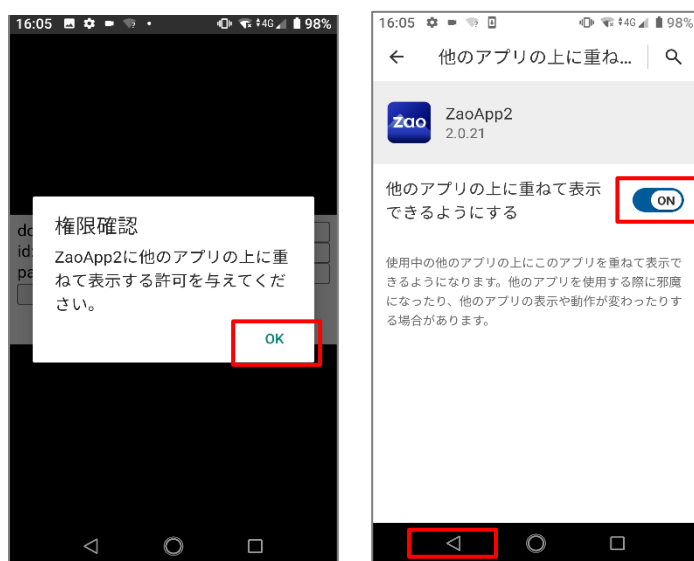 16:05 98%
do
id:
pa
権限確認
ZaoApp2に他のアプリの上に重
ねて表示する許可を与えてくだ
さい。
OK
16:05 4G 98%
他のアプリの上に重ね...
zao
ZaoApp2
2.0.21
他のアプリの上に重ねて表示
できるようにする
ON
使用中の他のアプリの上にこのアプリを重ねて表示で
きるようになります。他のアプリを使用する際に邪魔
になったり、他のアプリの表示や動作が変わったりす
る場合があります。